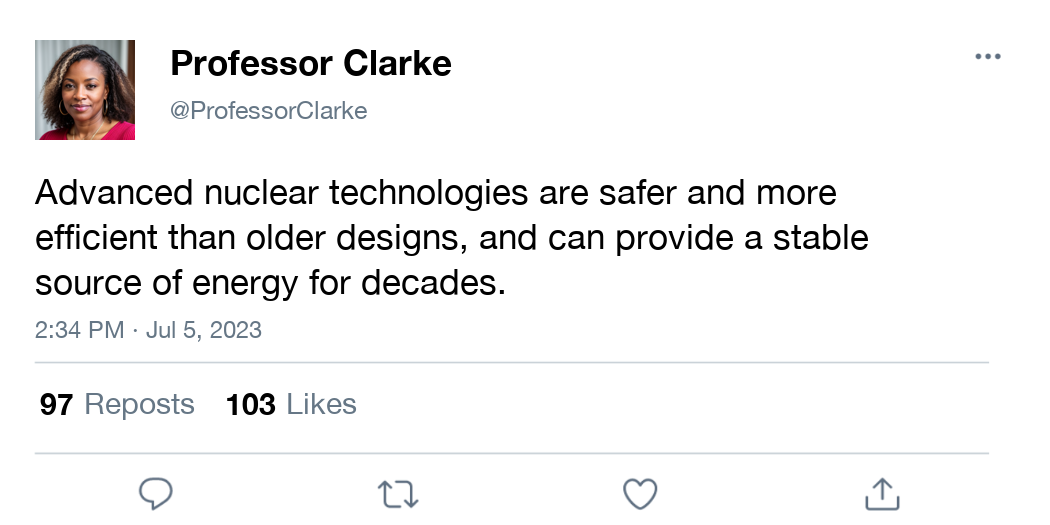 Professor Clarke
@ProfessorClarke
Advanced nuclear technologies are safer and more
efficient than older designs, and can provide a stable
source of energy for decades.
2:34 PM · Jul 5, 2023
97 Reposts 103 Likes